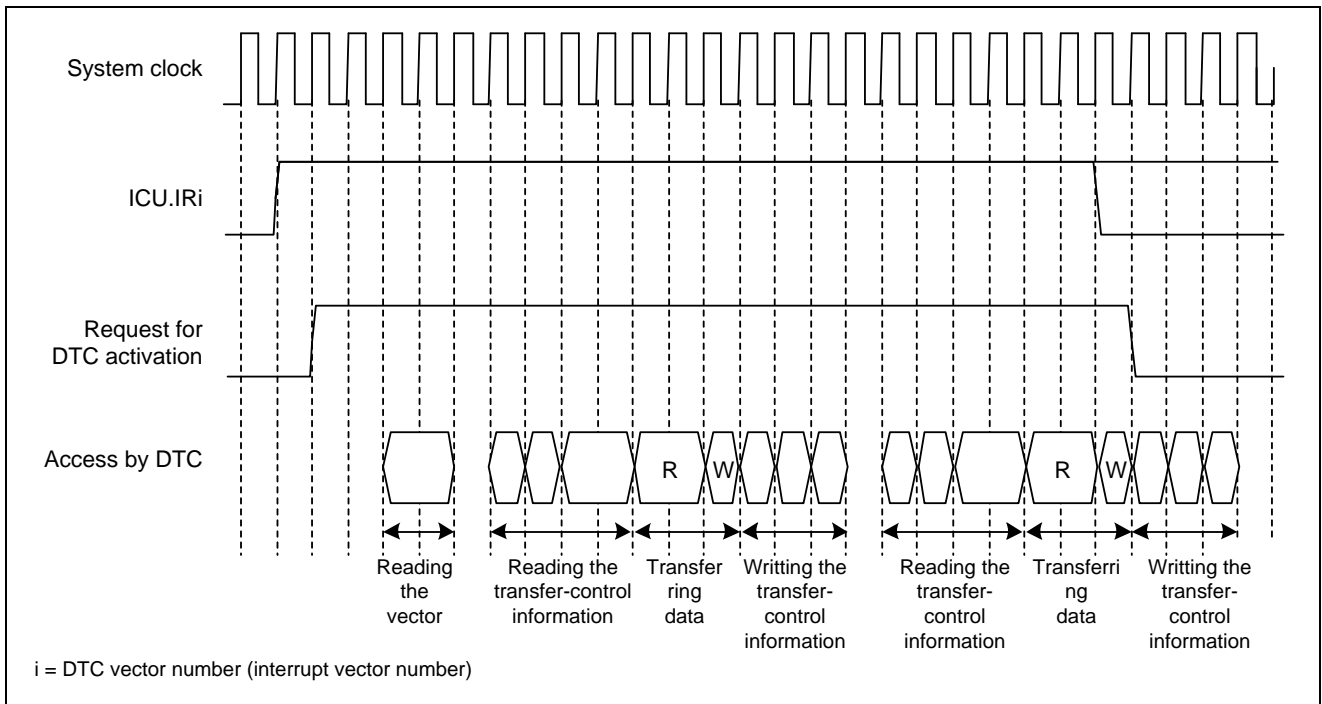 System clock
ICU.IRi
Request for
DTC activation
Access by DTC
R
W
R
W
Reading
the
vector
Reading the
transfer-control
information
Transfer
ring
data
Writting the
transfer-
control
information
Reading the
transfer-
control
information
Transferri
ng
data
Writting the
transfer-
control
information
i = DTC vector number (interrupt vector number)